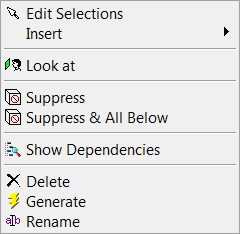 Edit Selections
Insert
Look at
Suppress
Suppress & All Below
Show Dependencies
Delete
Generate
Rename